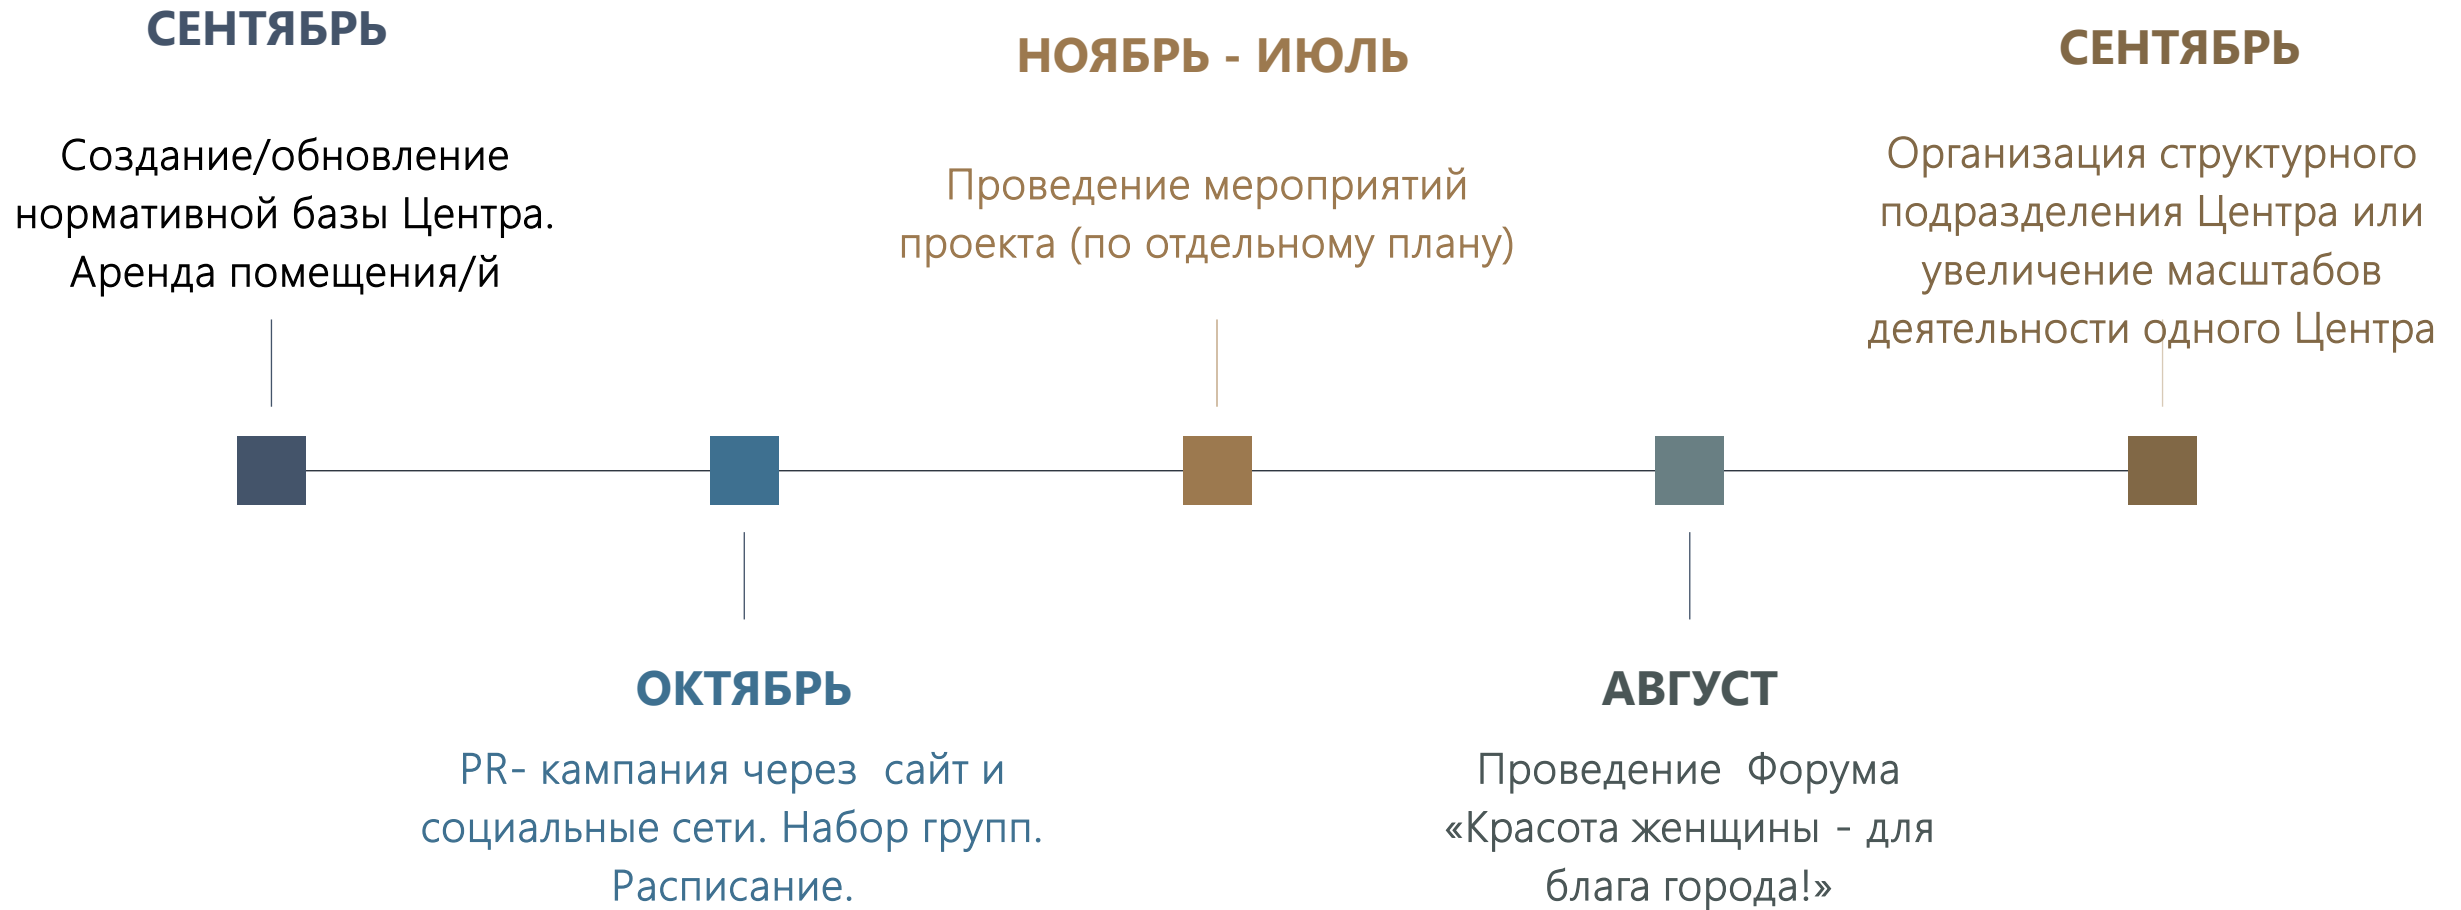 СЕНТЯБРЬ
Создание/обновление
нормативной базы Центра.
Аренда помещения/й
ОКТЯБРЬ
PR- кампания через  сайт и
социальные сети. Набор групп.
Расписание.
НОЯБРЬ - ИЮЛЬ
Проведение мероприятий
проекта (по отдельному плану)
АВГУСТ
Проведение  Форума
«Красота женщины - для
блага города!»
СЕНТЯБРЬ
Организация структурного
подразделения Центра или
увеличение масштабов
деятельности одного Центра